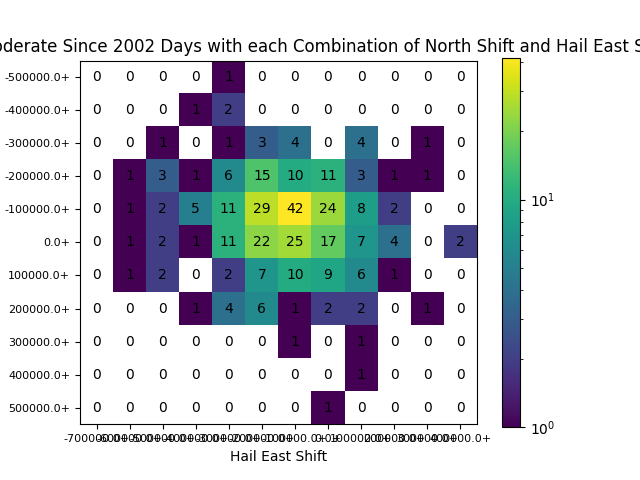 oderate Since 2002 Days with each Combination of North Shift and Hail East S
-500000.0+ 0 0 0 0 1 0 0 0 0 0 0 0
-400000.0+ 0 0 0 1 2 0 0 0 0 0 0 0
-300000.0+ 0 0 1 0 1 3 4 0 4 0 1 0
-200000.0+ 0 1 3 1 6 15 10 11 3 1 1 0
-100000.0+ 0 1 2 5 11 29 42 24 8 2 0 0
0.0+ 0 1 2 1 11 22 25 17 7 4 0 2
100000.0+ 0 1 2 0 2 7 10 9 6 1 0 0
200000.0+ 0 0 0 1 4 6 1 2 2 0 1 0
300000.0+ 0 0 0 0 0 0 1 0 1 0 0 0
400000.0+ 0 0 0 0 0 0 0 0 1 0 0 0
500000.0+ 0 0 0 0 0 0 0 1 0 0 0 0
Hail East Shift
10¹
10⁰